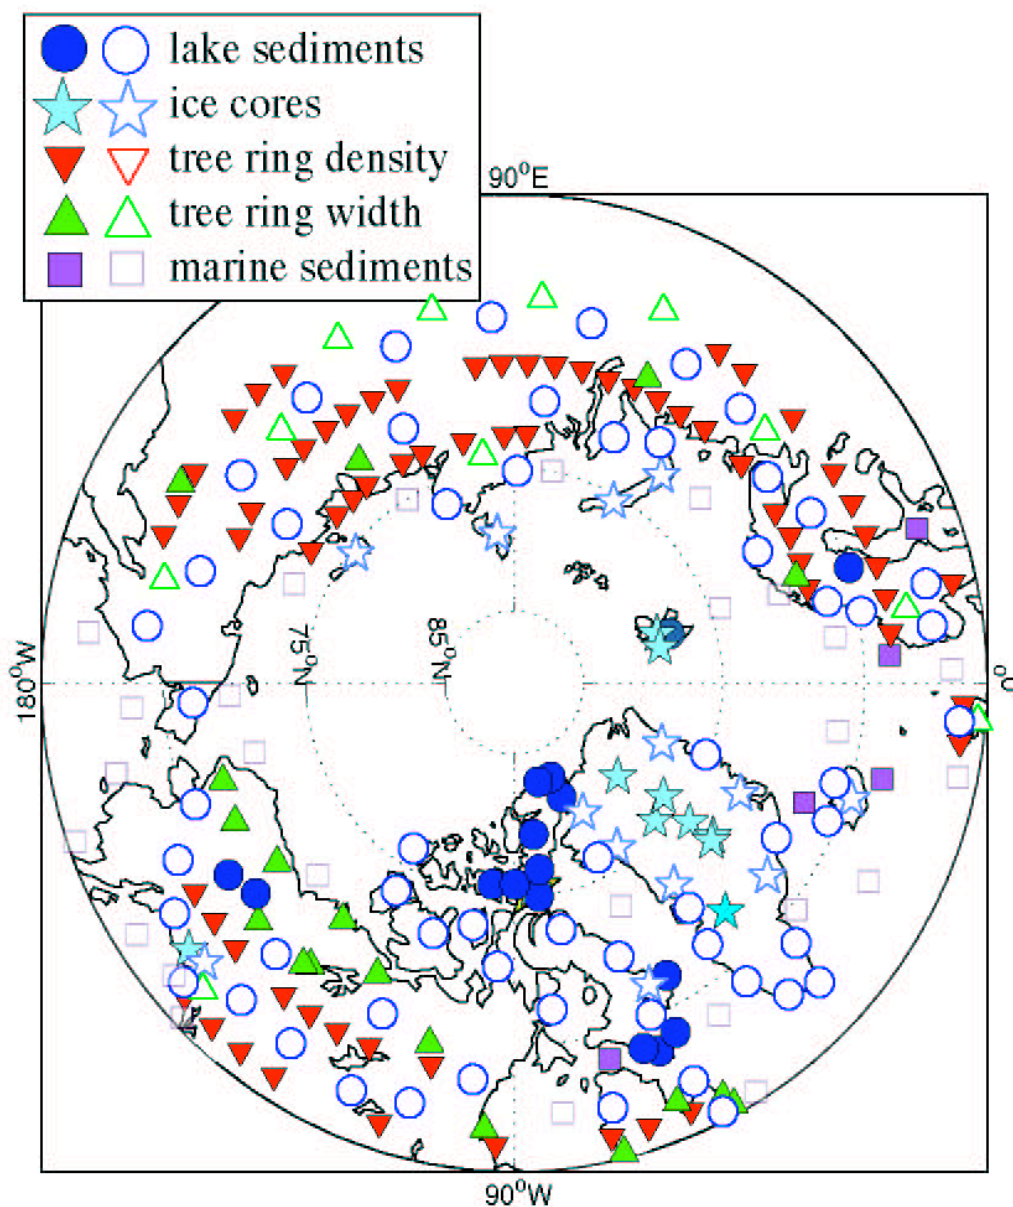 lake sediments
ice cores
tree ring density
tree ring width
marine sediments
90°E
75°N
85°N
180°W
0°
90°W